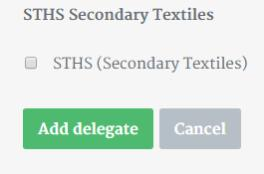 STHS Secondary Textiles
STHS (Secondary Textiles)
Add delegate Cancel